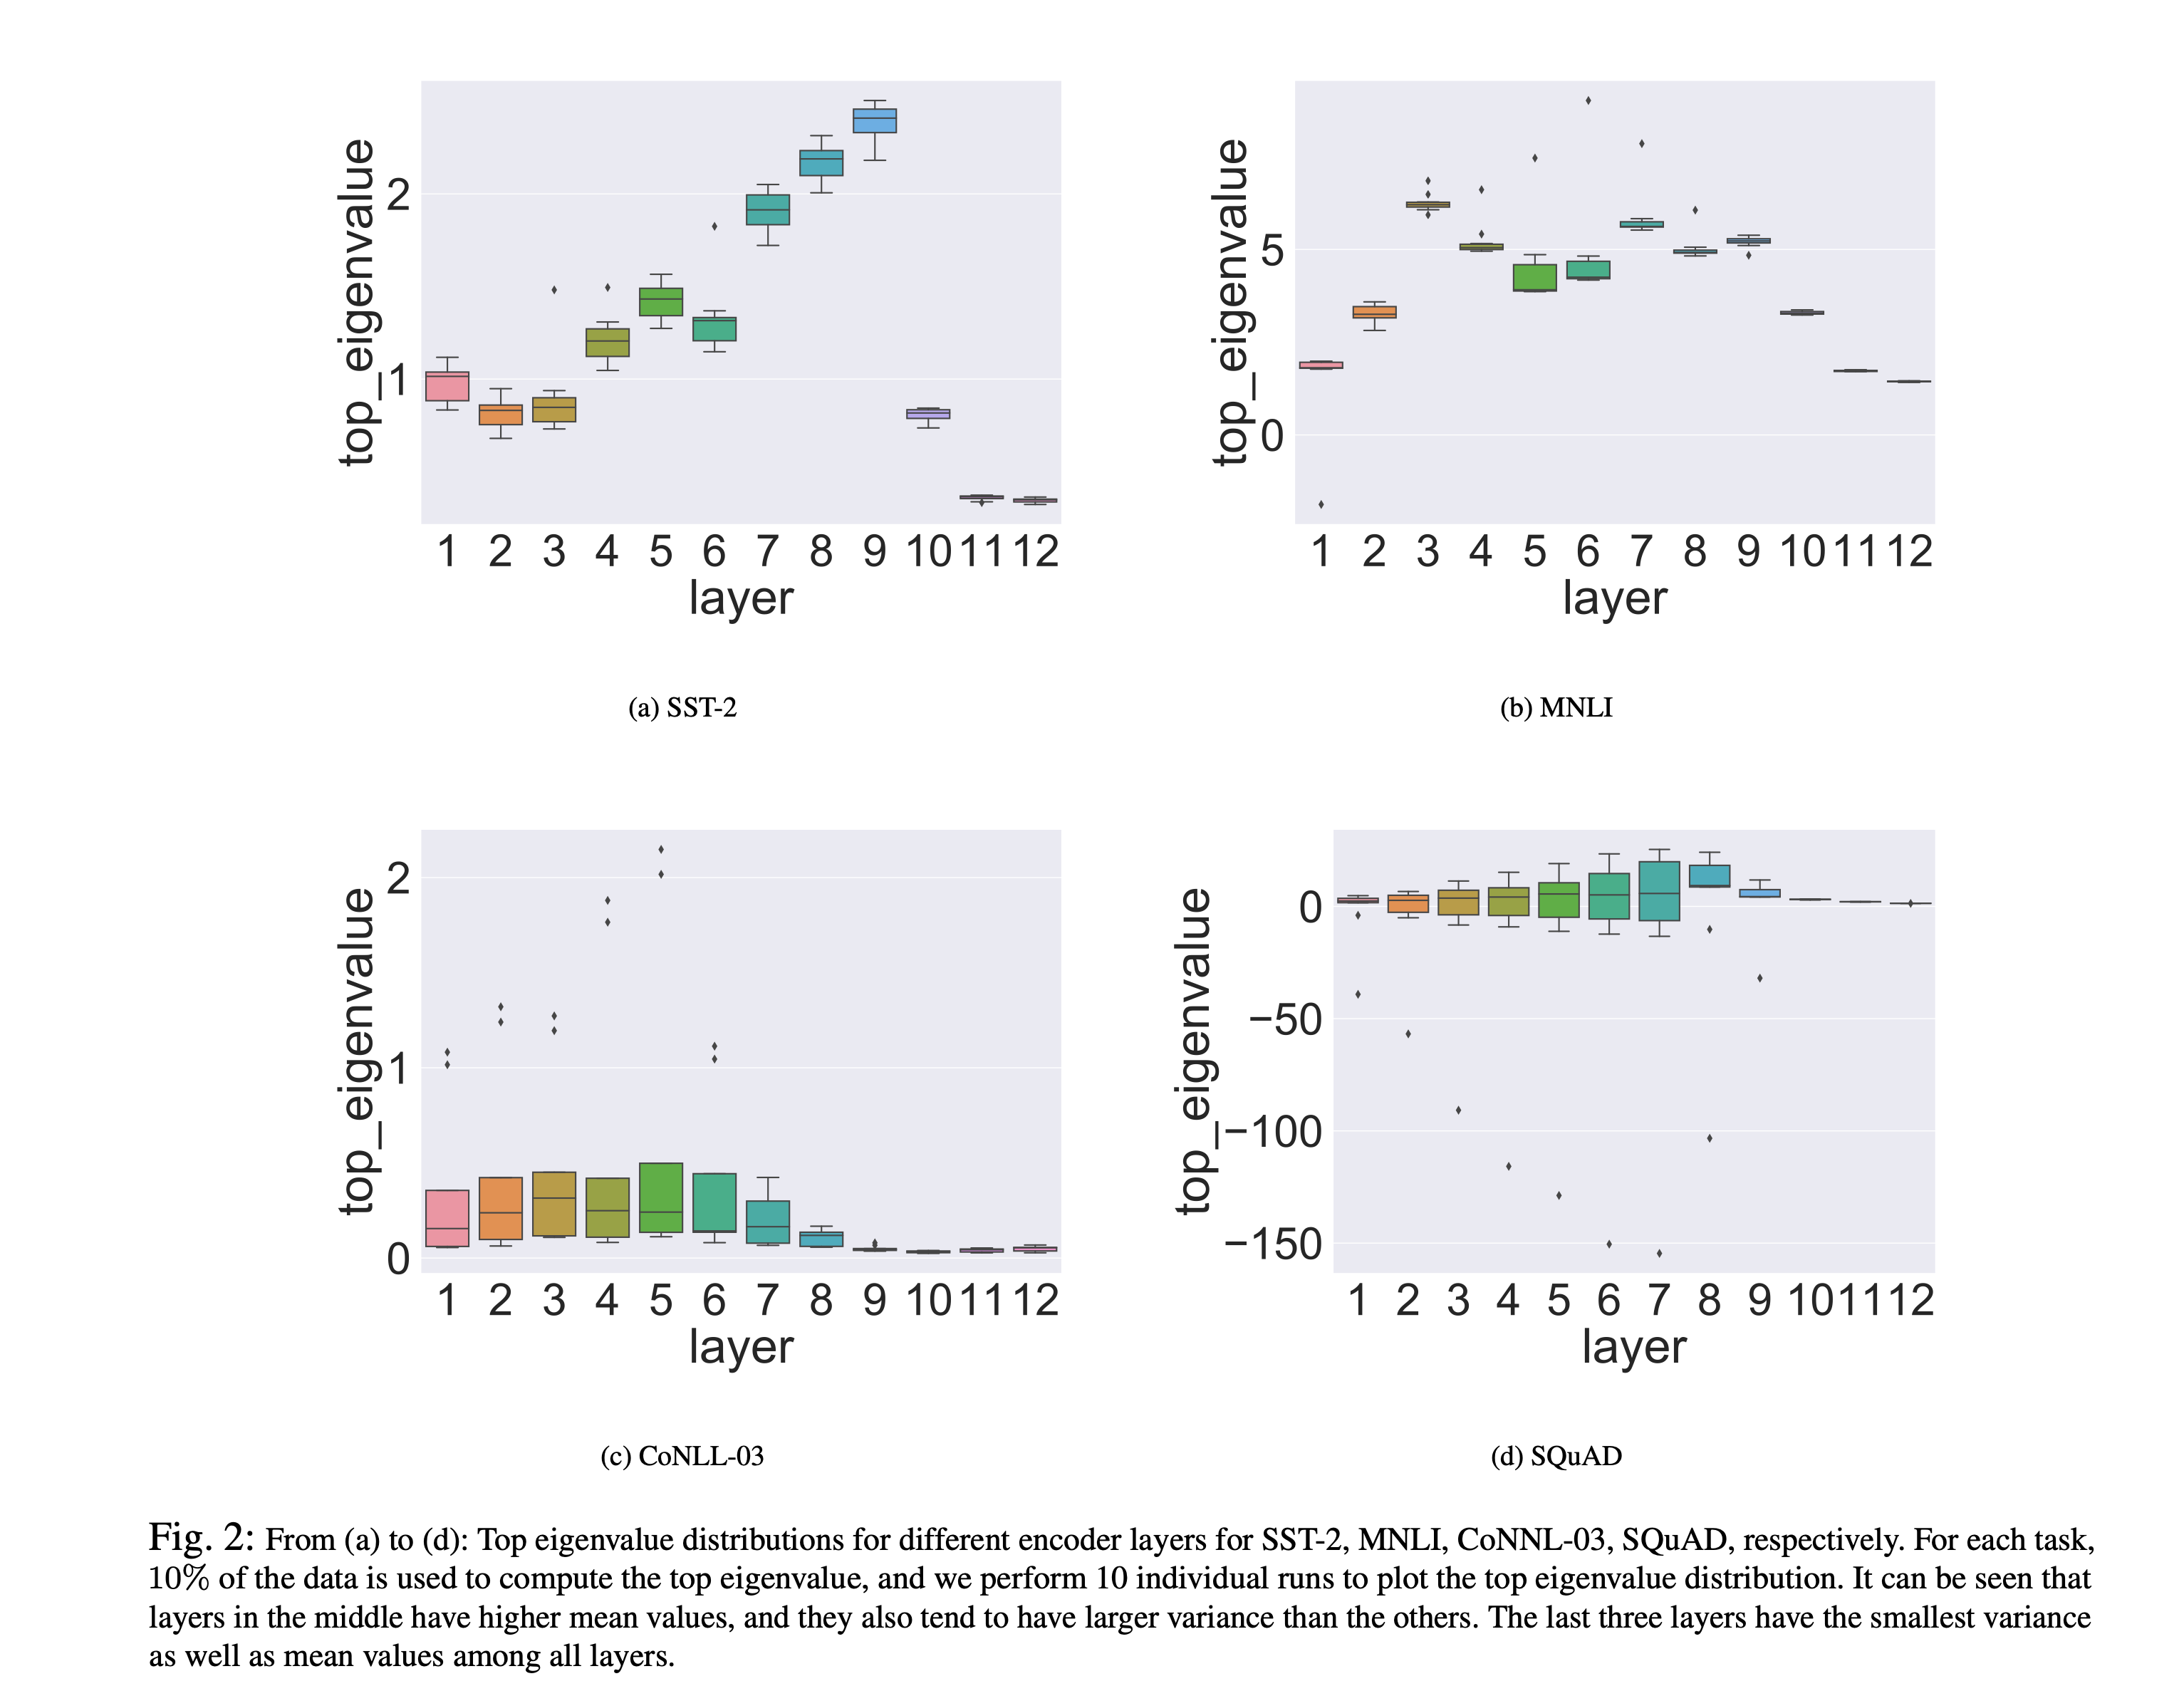 top_eigenvalue
2
1
1 2 3 4 5 6 7 8 9 10 11 12
layer
(a) SST-2
top_eigenvalue
5
0
1 2 3 4 5 6 7 8 9 10 11 12
layer
(b) MNLI
top_eigenvalue
2
1
0
1 2 3 4 5 6 7 8 9 10 11 12
layer
(c) CoNLL-03
top_eigenvalue
0
−50
−100
−150
1 2 3 4 5 6 7 8 9 10 11 12
layer
(d) SQuAD
Fig. 2: From (a) to (d): Top eigenvalue distributions for different encoder layers for SST-2, MNLI, CoNNL-03, SQuAD, respectively. For each task,
10% of the data is used to compute the top eigenvalue, and we perform 10 individual runs to plot the top eigenvalue distribution. It can be seen that
layers in the middle have higher mean values, and they also tend to have larger variance than the others. The last three layers have the smallest variance
as well as mean values among all layers.